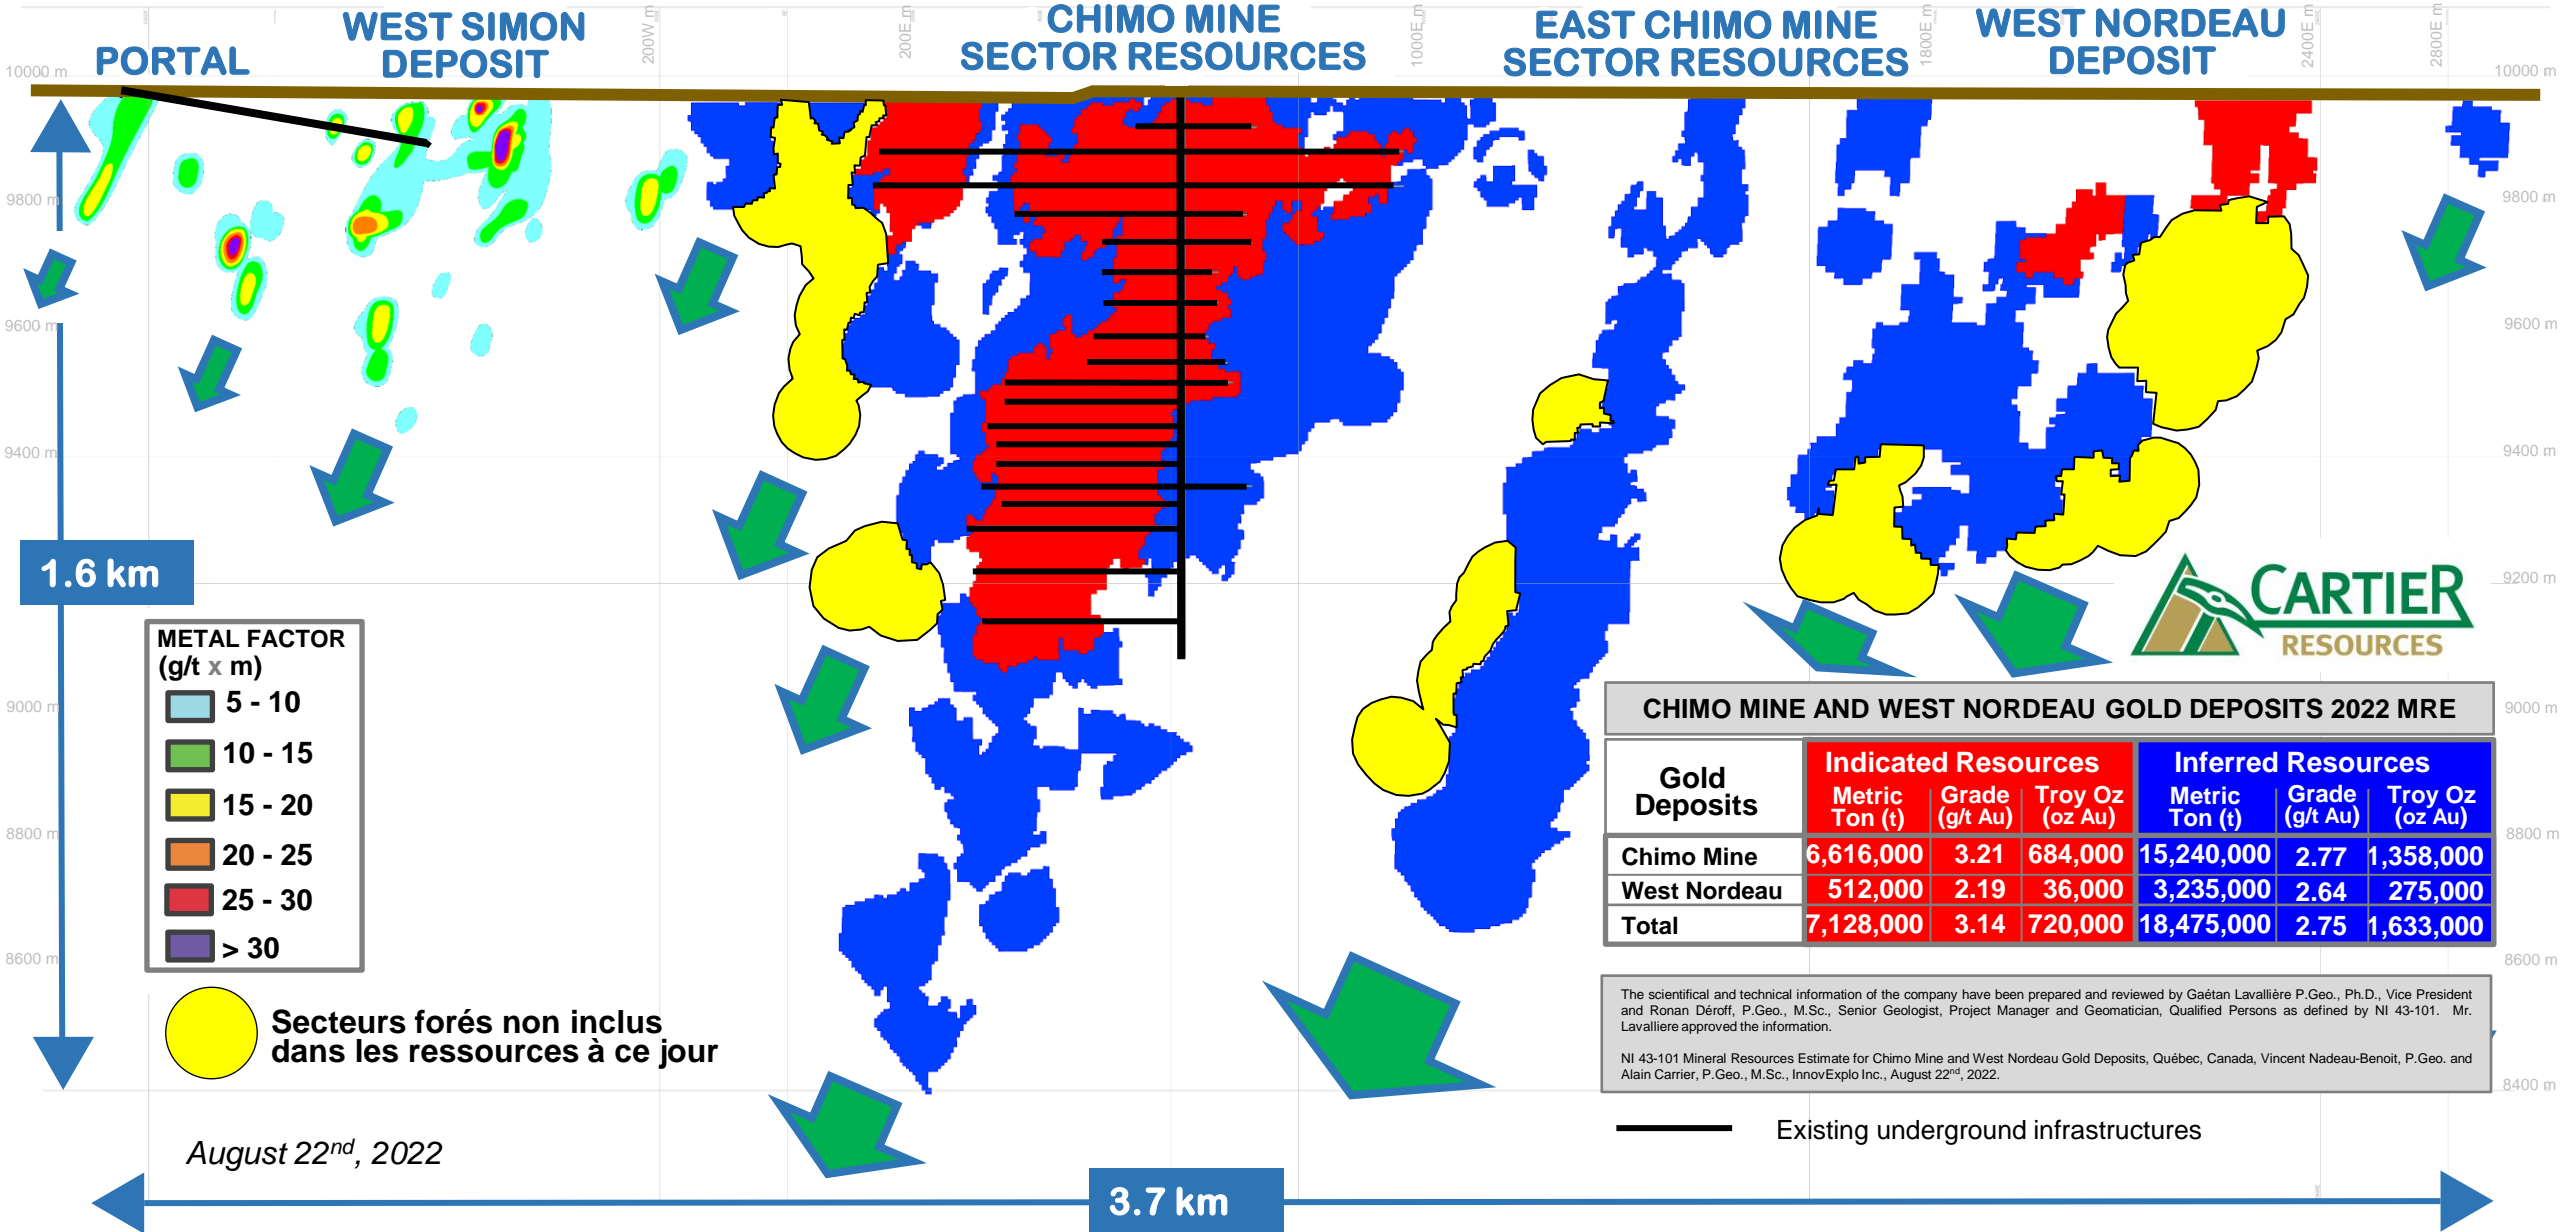 PORTAL
WEST SIMON
DEPOSIT
CHIMO MINE
SECTOR RESOURCES
EAST CHIMO MINE
SECTOR RESOURCES
WEST NORDEAU
DEPOSIT
200W m
200E m
1000E m
1800E m
2400E m
2800E m
10000 m
10000 m
9800 m
9800 m
9600 m
9600 m
9400 m
9400 m
9200 m
9000 m
9000 m
8800 m
8800 m
8600 m
8600 m
8400 m
1.6 km
METAL FACTOR
(g/t x m)
5 - 10
10 - 15
15 - 20
20 - 25
25 - 30
> 30
Secteurs forés non inclus
dans les ressources à ce jour
August 22nd, 2022
3.7 km
CARTIER
RESOURCES
CHIMO MINE AND WEST NORDEAU GOLD DEPOSITS 2022 MRE
Gold Deposits Indicated Resources Inferred Resources
Metric Ton (t) Grade (g/t Au) Troy Oz (oz Au) Metric Ton (t) Grade (g/t Au) Troy Oz (oz Au)
Chimo Mine 6,616,000 3.21 684,000 15,240,000 2.77 1,358,000
West Nordeau 512,000 2.19 36,000 3,235,000 2.64 275,000
Total 7,128,000 3.14 720,000 18,475,000 2.75 1,633,000
The scientifical and technical information of the company have been prepared and reviewed by Gaétan Lavallière P.Geo., Ph.D., Vice President
and Ronan Déroff, P.Geo., M.Sc., Senior Geologist, Project Manager and Geomatician, Qualified Persons as defined by NI 43-101. Mr.
Lavalliere approved the information.
NI 43-101 Mineral Resources Estimate for Chimo Mine and West Nordeau Gold Deposits, Québec, Canada, Vincent Nadeau-Benoit, P.Geo. and
Alain Carrier, P.Geo., M.Sc., InnovExplo Inc., August 22nd, 2022.
Existing underground infrastructures